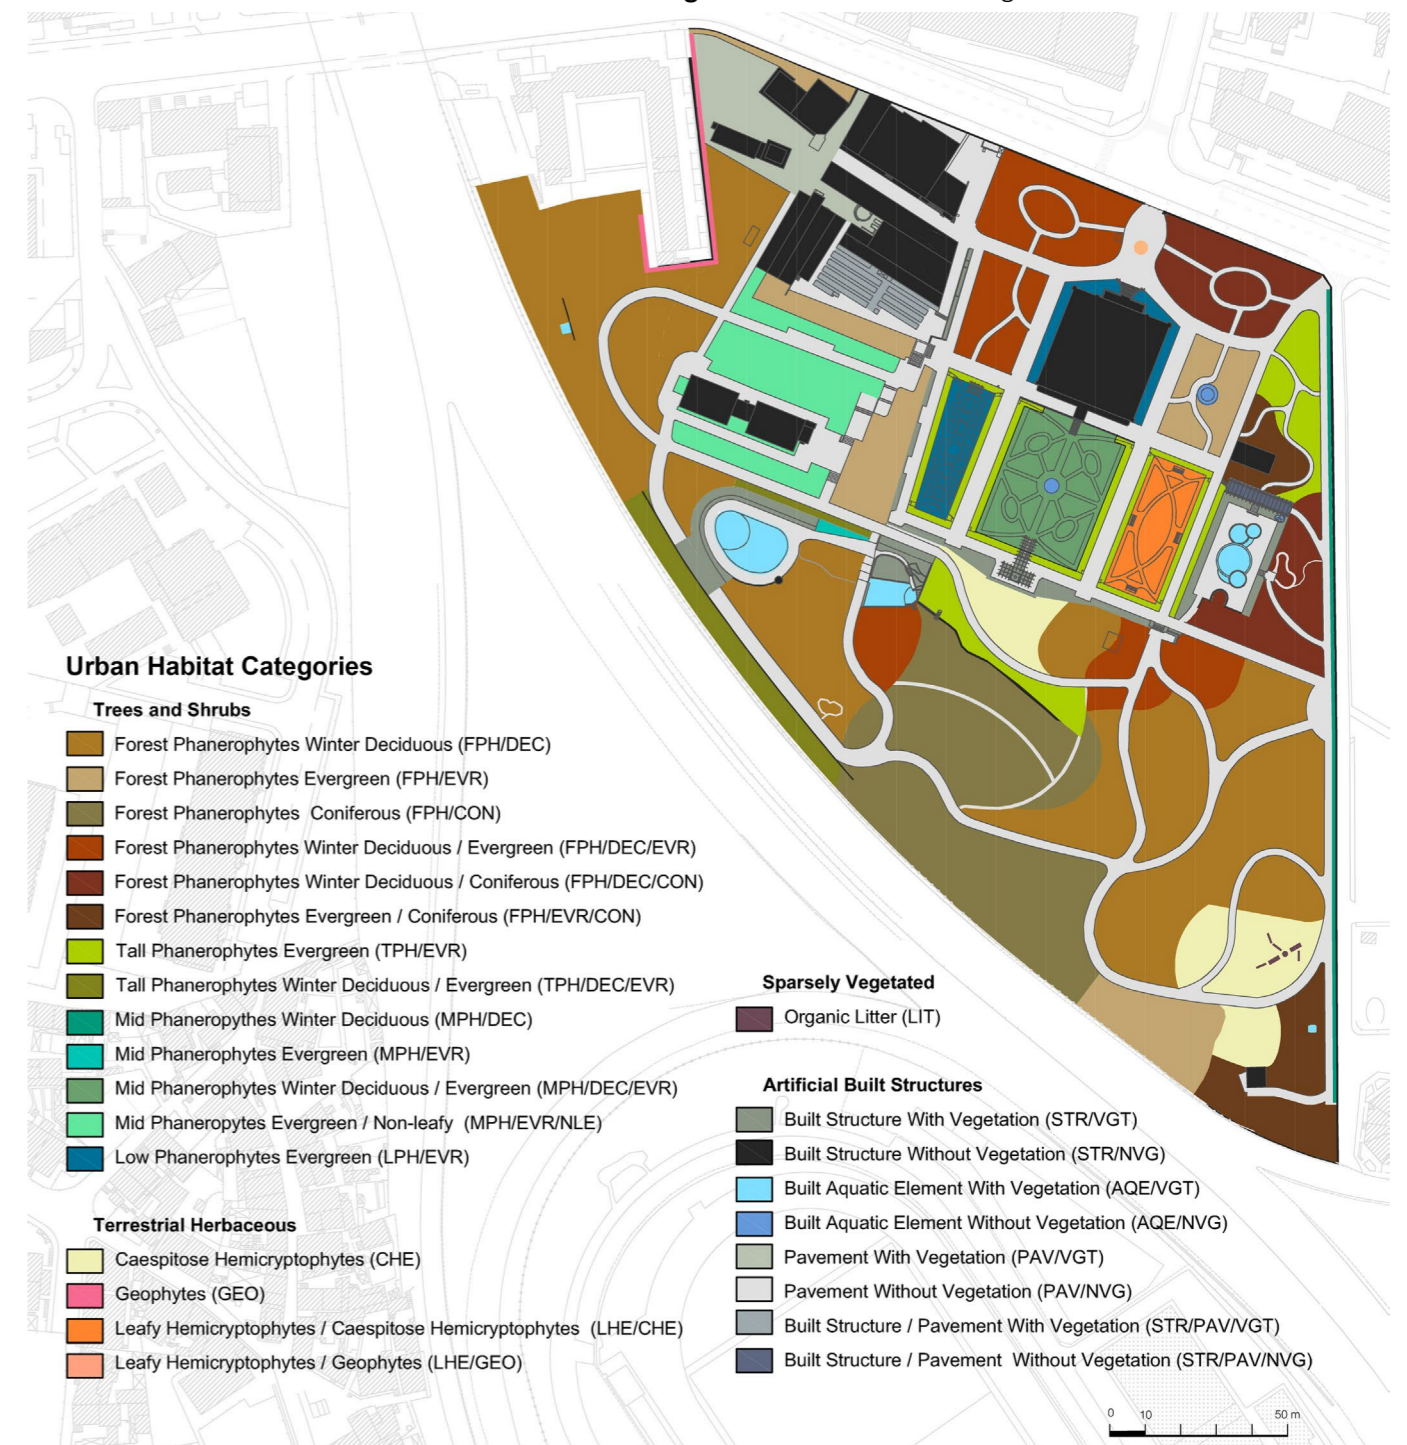 Urban Habitat Categories
Trees and Shrubs
Forest Phanerophytes Winter Deciduous (FPH/DEC)
Forest Phanerophytes Evergreen (FPH/EVR)
Forest Phanerophytes Coniferous (FPH/CON)
Forest Phanerophytes Winter Deciduous / Evergreen (FPH/DEC/EVR)
Forest Phanerophytes Winter Deciduous / Coniferous (FPH/DEC/CON)
Forest Phanerophytes Evergreen / Coniferous (FPH/EVR/CON)
Tall Phanerophytes Evergreen (TPH/EVR)
Tall Phanerophytes Winter Deciduous / Evergreen (TPH/DEC/EVR)
Mid Phaneropythes Winter Deciduous (MPH/DEC)
Mid Phanerophytes Evergreen (MPH/EVR)
Mid Phanerophytes Winter Deciduous / Evergreen (MPH/DEC/EVR)
Mid Phaneropytes Evergreen / Non-leafy (MPH/EVR/NLE)
Low Phanerophytes Evergreen (LPH/EVR)
Terrestrial Herbaceous
Caespitose Hemicryptophytes (CHE)
Geophytes (GEO)
Leafy Hemicryptophytes / Caespitose Hemicryptophytes (LHE/CHE)
Leafy Hemicryptophytes / Geophytes (LHE/GEO)
Sparsely Vegetated
Organic Litter (LIT)
Artificial Built Structures
Built Structure With Vegetation (STR/VGT)
Built Structure Without Vegetation (STR/NVG)
Built Aquatic Element With Vegetation (AQE/VGT)
Built Aquatic Element Without Vegetation (AQE/NVG)
Pavement With Vegetation (PAV/VGT)
Pavement Without Vegetation (PAV/NVG)
Built Structure / Pavement With Vegetation (STR/PAV/VGT)
Built Structure / Pavement Without Vegetation (STR/PAV/NVG)
0 10 50 m